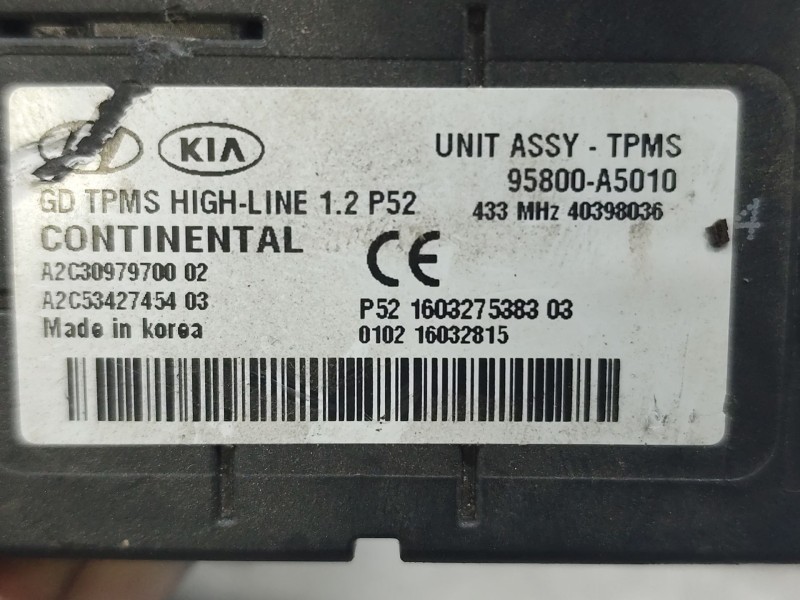 KIA
UNIT ASSY - TPMS
95800-A5010
GD TPMS HIGH-LINE 1.2 P52
433 MHz 40398036
CONTINENTAL
CE
A2C30979700 02
A2C53427454 03
P52 1603275383 03
Made in korea
0102 16032815